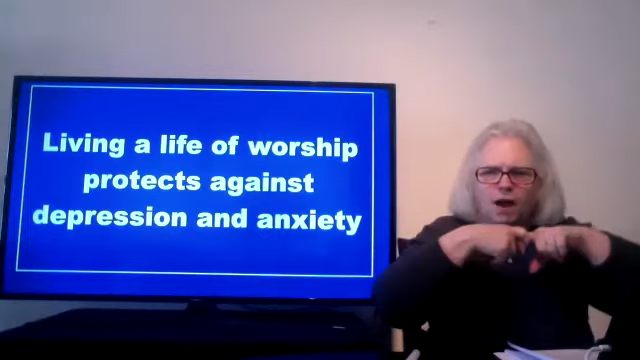 Living a life of worship
protects against
depression and anxiety